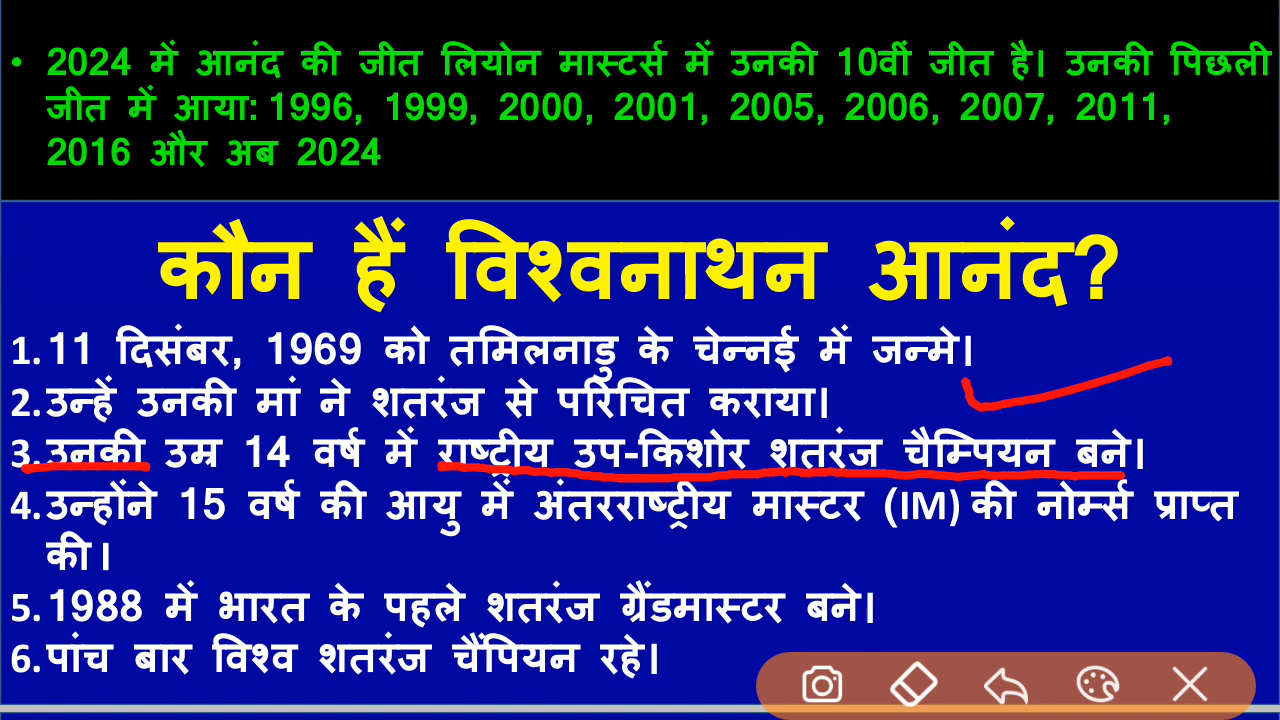 • 2024 में आनंद की जीत लियोन मास्टर्स में उनकी 10वीं जीत है। उनकी पिछली
जीत में आया: 1996, 1999, 2000, 2001, 2005, 2006, 2007, 2011,
2016 और अब 2024
कौन हैं विश्वनाथन आनंद?
1. 11 दिसंबर, 1969 को तमिलनाडु के चेन्नई में जन्मे।
2. उन्हें उनकी मां ने शतरंज से परिचित कराया।
3. उनकी उम्र 14 वर्ष में राष्ट्रीय उप-किशोर शतरंज चैम्पियन बने।
4. उन्होंने 15 वर्ष की आयु में अंतरराष्ट्रीय मास्टर (IM) की नोर्म्स प्राप्त
की।
5. 1988 में भारत के पहले शतरंज ग्रैंडमास्टर बने।
6. पांच बार विश्व शतरंज चैंपियन रहे।